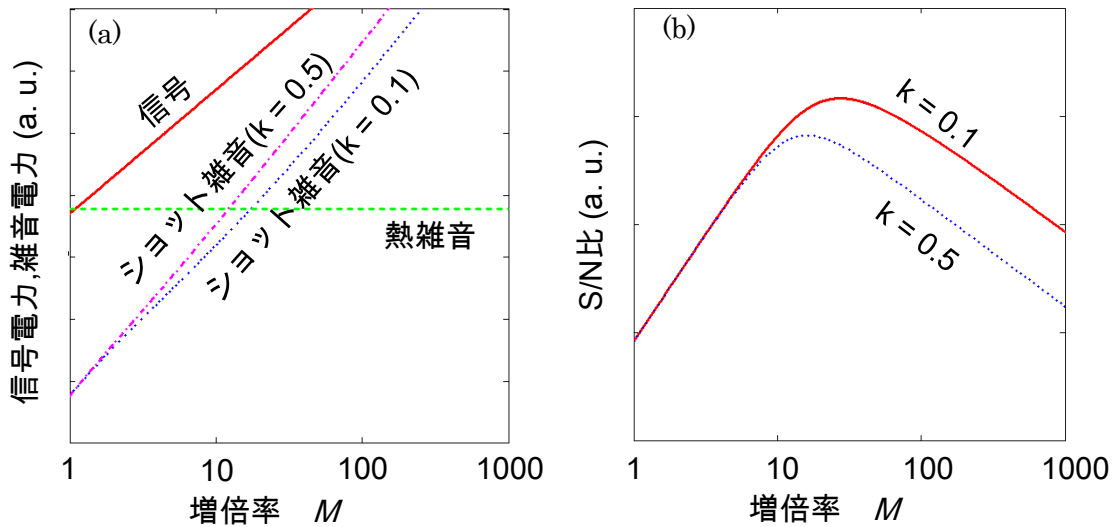 (a)
信号電力,雑音電力 (a. u.)
信号
ショット雑音(k = 0.5)
ショット雑音(k = 0.1)
熱雑音
1 10 100 1000
増倍率 M
(b)
S/N比 (a. u.)
k = 0.1
k = 0.5
1 10 100 1000
増倍率 M